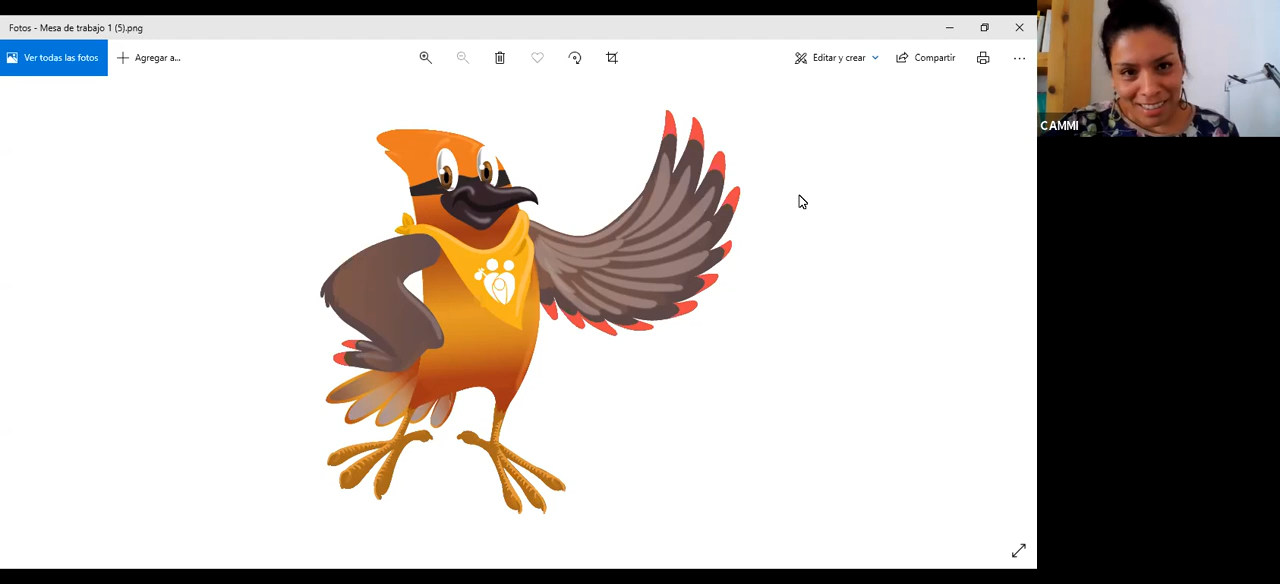 Fotos - Mesa de trabajo 1 (5).png
Ver todas las fotos
Agregar a...
Editar y crear
Compartir
CAMMI